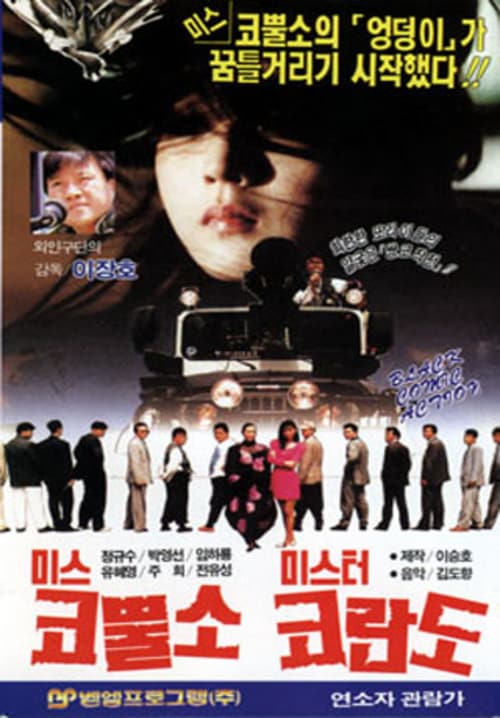 미스 코뿔소의 「엉덩이」가
꿈틀거리기 시작했다!!
외인구단의
감독/이장호
BLACK
COMIC
ACTION
미스 정규수/박영선/임하룡
유혜영/주 희/전유성
코뿔소
미스터
코란도
● 제작/이승호
● 음악/김도향
벤엘프로그램(주)
연소자 관람가